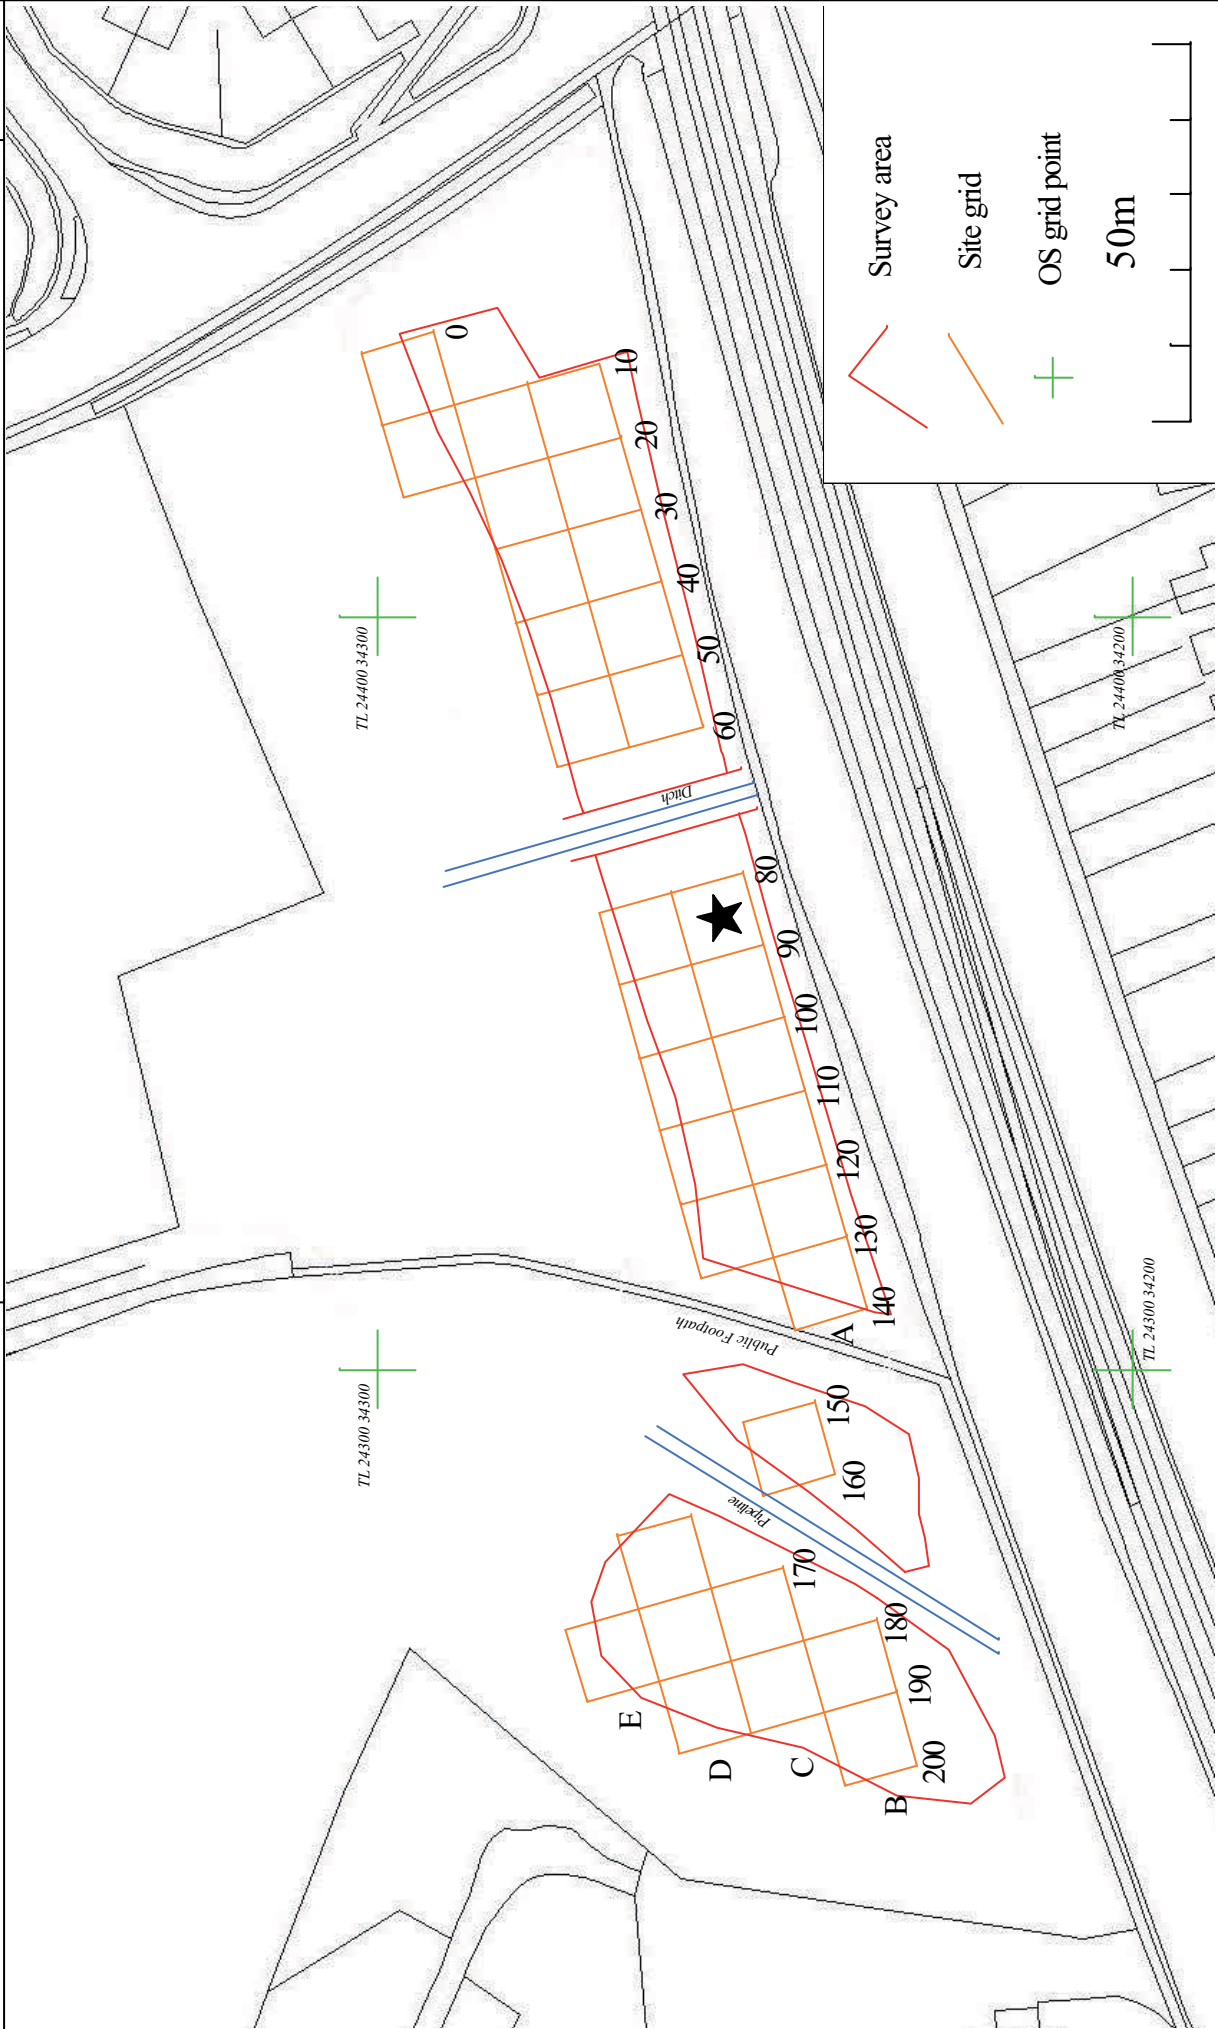 TL 24300 34300
TL 24400 34300
TL 24300 34200
TL 24400 34200
E
D
C
B
A
200
190
180
170
160
150
140
130
120
110
100
90
80
60
50
40
30
20
10
0
Pipeline
Public Footpath
Ditch
Survey area
Site grid
OS grid point
50m